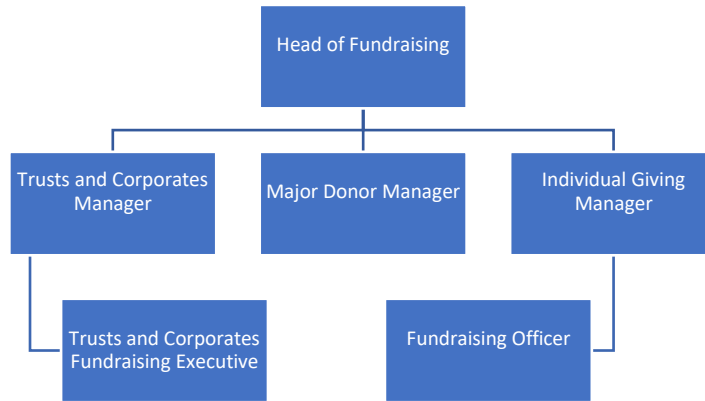 Head of Fundraising
Trusts and Corporates
Manager
Major Donor Manager
Individual Giving
Manager
Trusts and Corporates
Fundraising Executive
Fundraising Officer